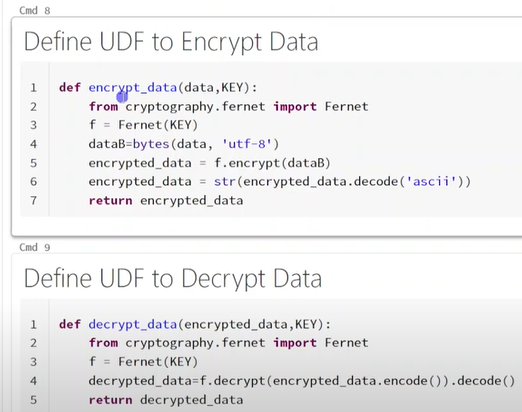 Cmd 8
Define UDF to Encrypt Data
1 def encrypt_data(data,KEY):
2     from cryptography.fernet import Fernet
3     f = Fernet(KEY)
4     dataB=bytes(data, 'utf-8')
5     encrypted_data = f.encrypt(dataB)
6     encrypted_data = str(encrypted_data.decode('ascii'))
7     return encrypted_data
Cmd 9
Define UDF to Decrypt Data
1 def decrypt_data(encrypted_data,KEY):
2     from cryptography.fernet import Fernet
3     f = Fernet(KEY)
4     decrypted_data=f.decrypt(encrypted_data.encode()).decode()
5     return decrypted_data